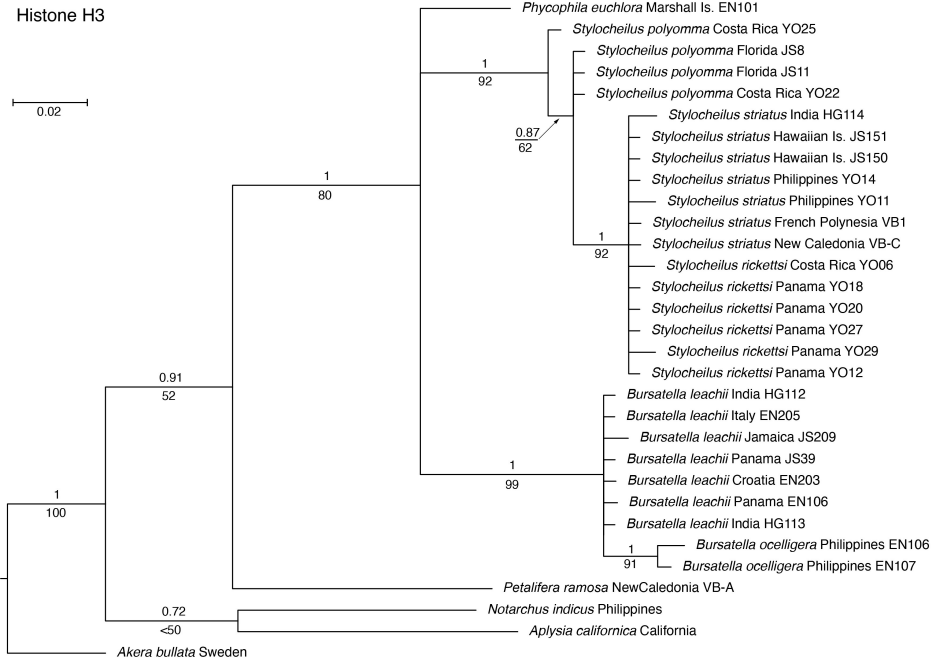 Histone H3
0.02
Phycophila euchlora Marshall Is. EN101
Stylocheilus polyomma Costa Rica YO25
Stylocheilus polyomma Florida JS8
1
92
Stylocheilus polyomma Florida JS11
Stylocheilus polyomma Costa Rica YO22
Stylocheilus striatus India HG114
0.87
62
Stylocheilus striatus Hawaiian Is. JS151
Stylocheilus striatus Hawaiian Is. JS150
1
80
Stylocheilus striatus Philippines YO14
Stylocheilus striatus Philippines YO11
Stylocheilus striatus French Polynesia VB1
1
92
Stylocheilus striatus New Caledonia VB-C
Stylocheilus rickettsi Costa Rica YO06
Stylocheilus rickettsi Panama YO18
Stylocheilus rickettsi Panama YO20
Stylocheilus rickettsi Panama YO27
Stylocheilus rickettsi Panama YO29
Stylocheilus rickettsi Panama YO12
0.91
52
Bursatella leachii India HG112
Bursatella leachii Italy EN205
Bursatella leachii Jamaica JS209
Bursatella leachii Panama JS39
1
99
Bursatella leachii Croatia EN203
Bursatella leachii Panama EN106
1
100
Bursatella leachii India HG113
Bursatella ocelligera Philippines EN106
1
91
Bursatella ocelligera Philippines EN107
Petalifera ramosa NewCaledonia VB-A
0.72
<50
Notarchus indicus Philippines
Aplysia californica California
Akera bullata Sweden